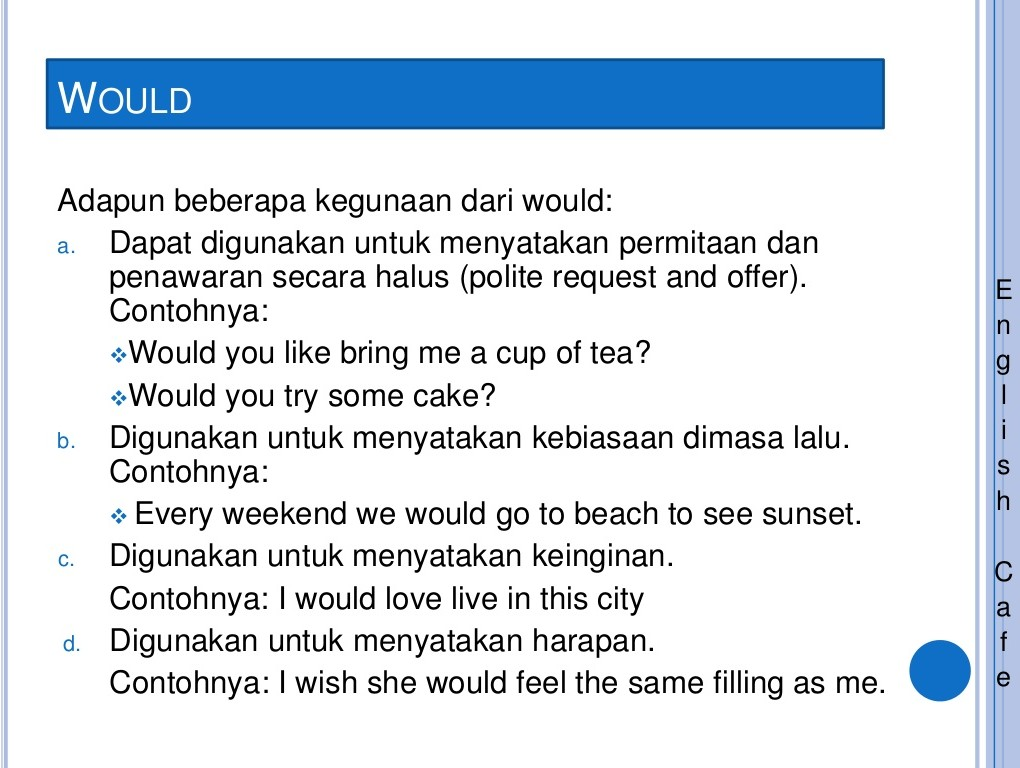 WOULD
Adapun beberapa kegunaan dari would:
a. Dapat digunakan untuk menyatakan permitaan dan
penawaran secara halus (polite request and offer).
Contohnya:
❖Would you like bring me a cup of tea?
❖Would you try some cake?
b. Digunakan untuk menyatakan kebiasaan dimasa lalu.
Contohnya:
❖ Every weekend we would go to beach to see sunset.
c. Digunakan untuk menyatakan keinginan.
Contohnya: I would love live in this city
d. Digunakan untuk menyatakan harapan.
Contohnya: I wish she would feel the same filling as me.
English Cafe